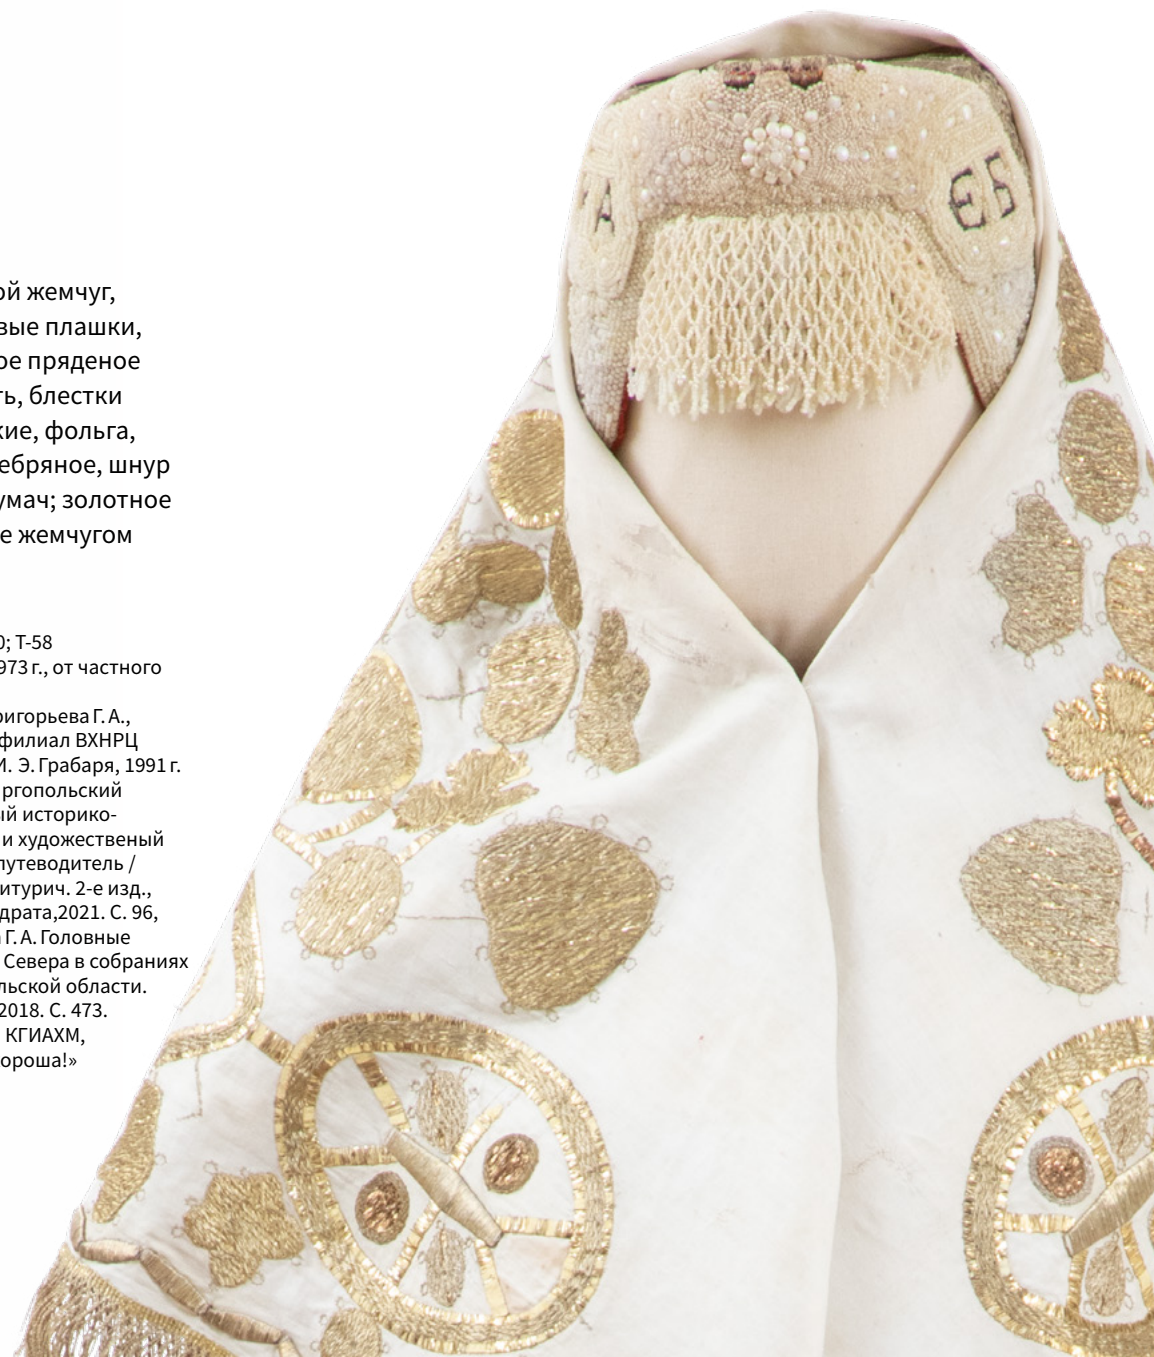 ой жемчуг,
вые плашки,
ое пряденое
ть, блестки
кие, фольга,
ебряное, шнур
умач; золотное
е жемчугом
0; Т-58
973 г., от частного
ригорьева Г. А.,
филиал ВХНРЦ
И. Э. Грабаря, 1991 г.
ргопольский
ый историко-
и художественый
путеводитель /
итурич. 2-е изд.,
драта,2021. С. 96,
Г. А. Головные
Севера в собраниях
льской области.
2018. С. 473.
КГИАХМ,
ороша!»
А
ЕБ